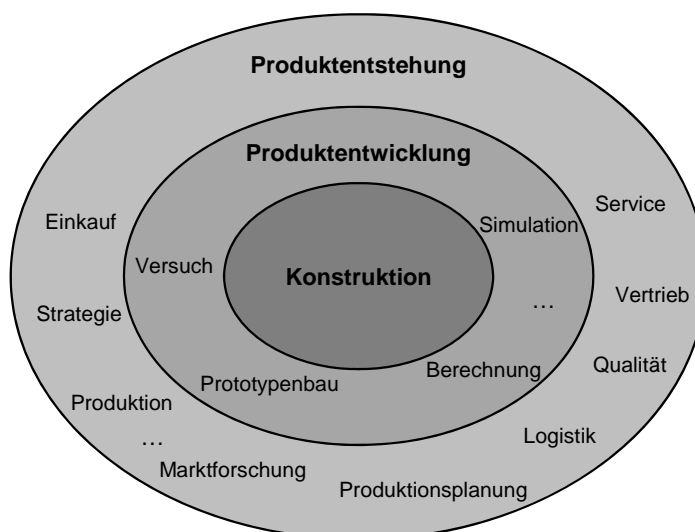 Produktentstehung
Produktentwicklung
Service
Einkauf
Simulation
Versuch
Konstruktion
Vertrieb
…
Strategie
Qualität
Berechnung
Prototypenbau
Produktion
Logistik
…
Marktforschung
Produktionsplanung